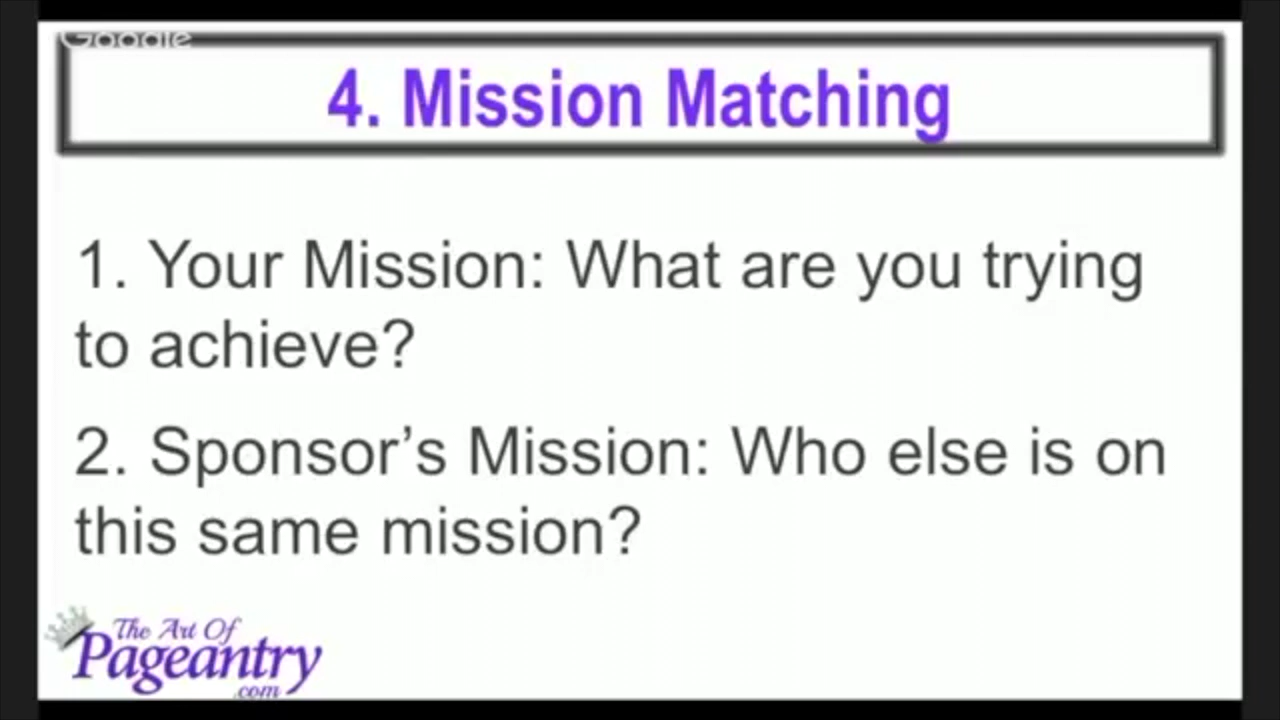 Google
4. Mission Matching
1. Your Mission: What are you trying
to achieve?
2. Sponsor’s Mission: Who else is on
this same mission?
The Art Of
Pageantry
.com